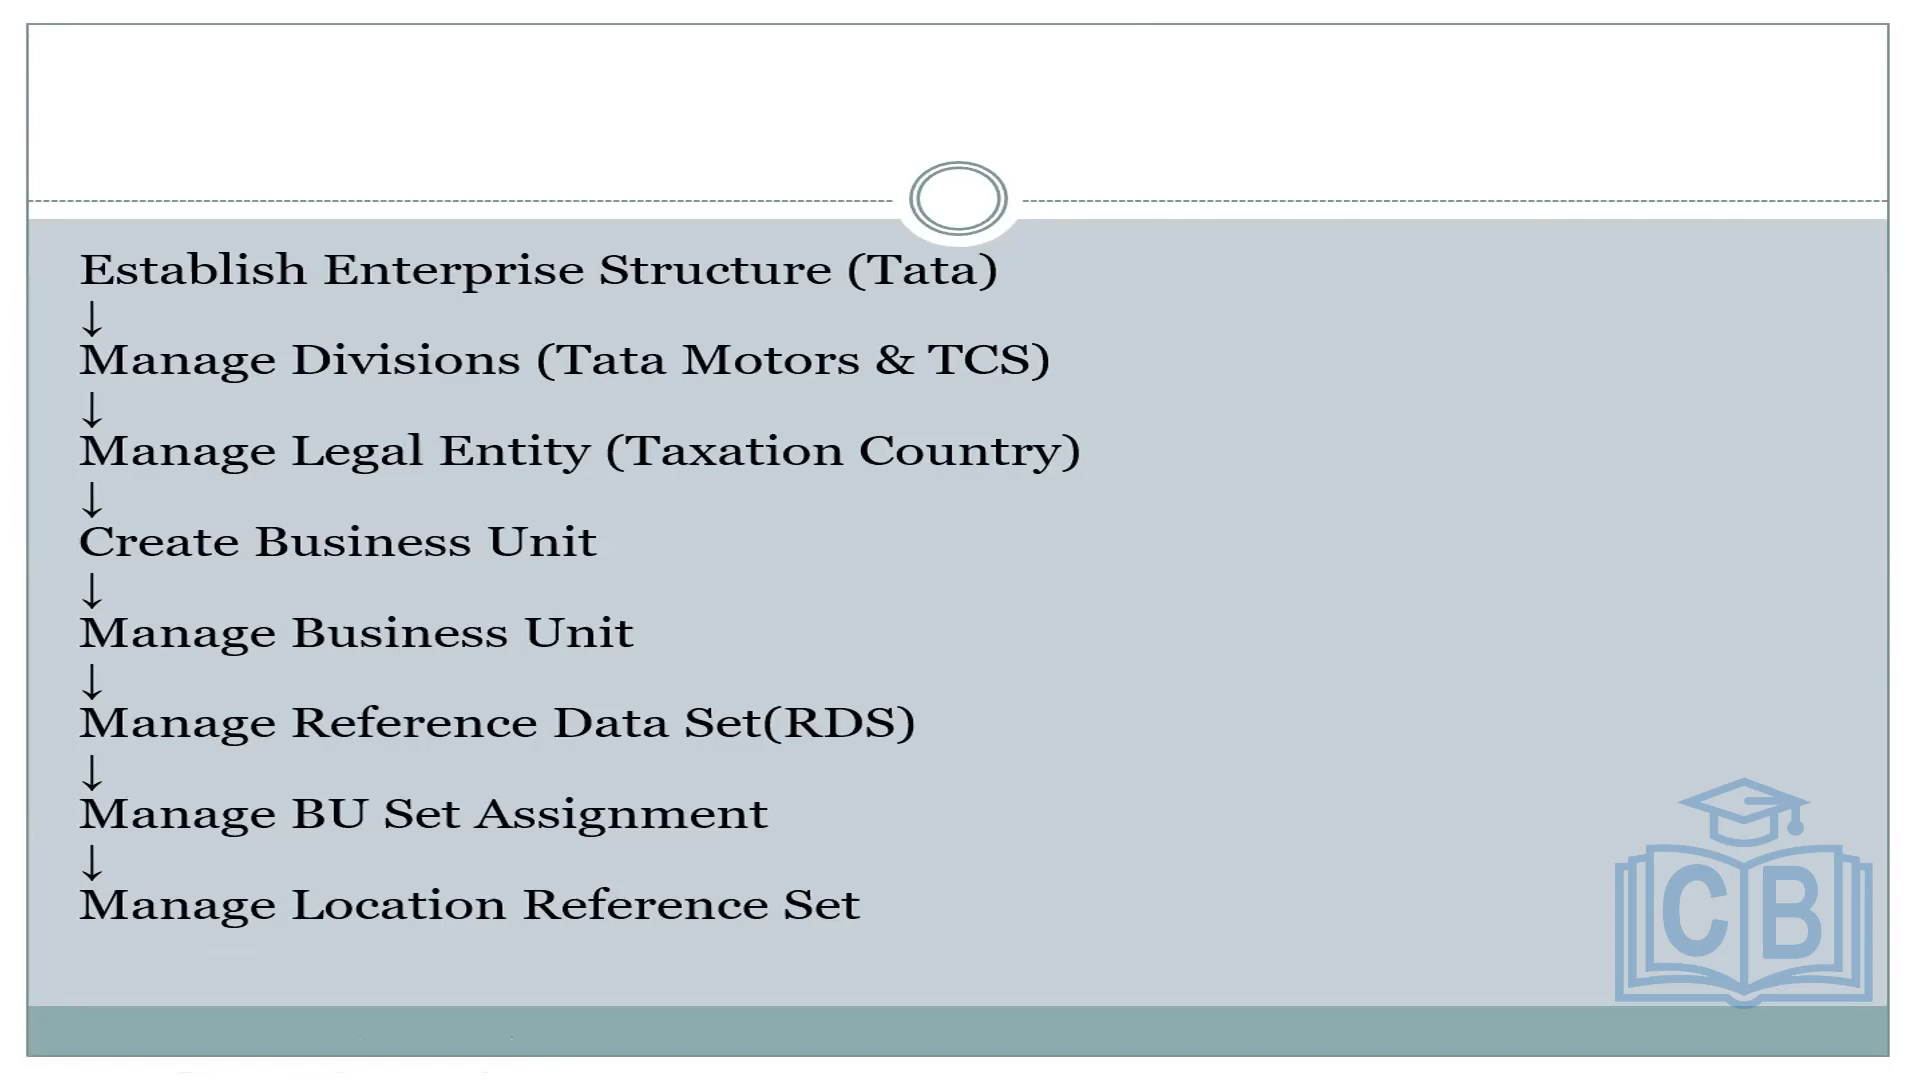 Establish Enterprise Structure (Tata)
↓
Manage Divisions (Tata Motors & TCS)
↓
Manage Legal Entity (Taxation Country)
↓
Create Business Unit
↓
Manage Business Unit
↓
Manage Reference Data Set(RDS)
↓
Manage BU Set Assignment
↓
Manage Location Reference Set
CB